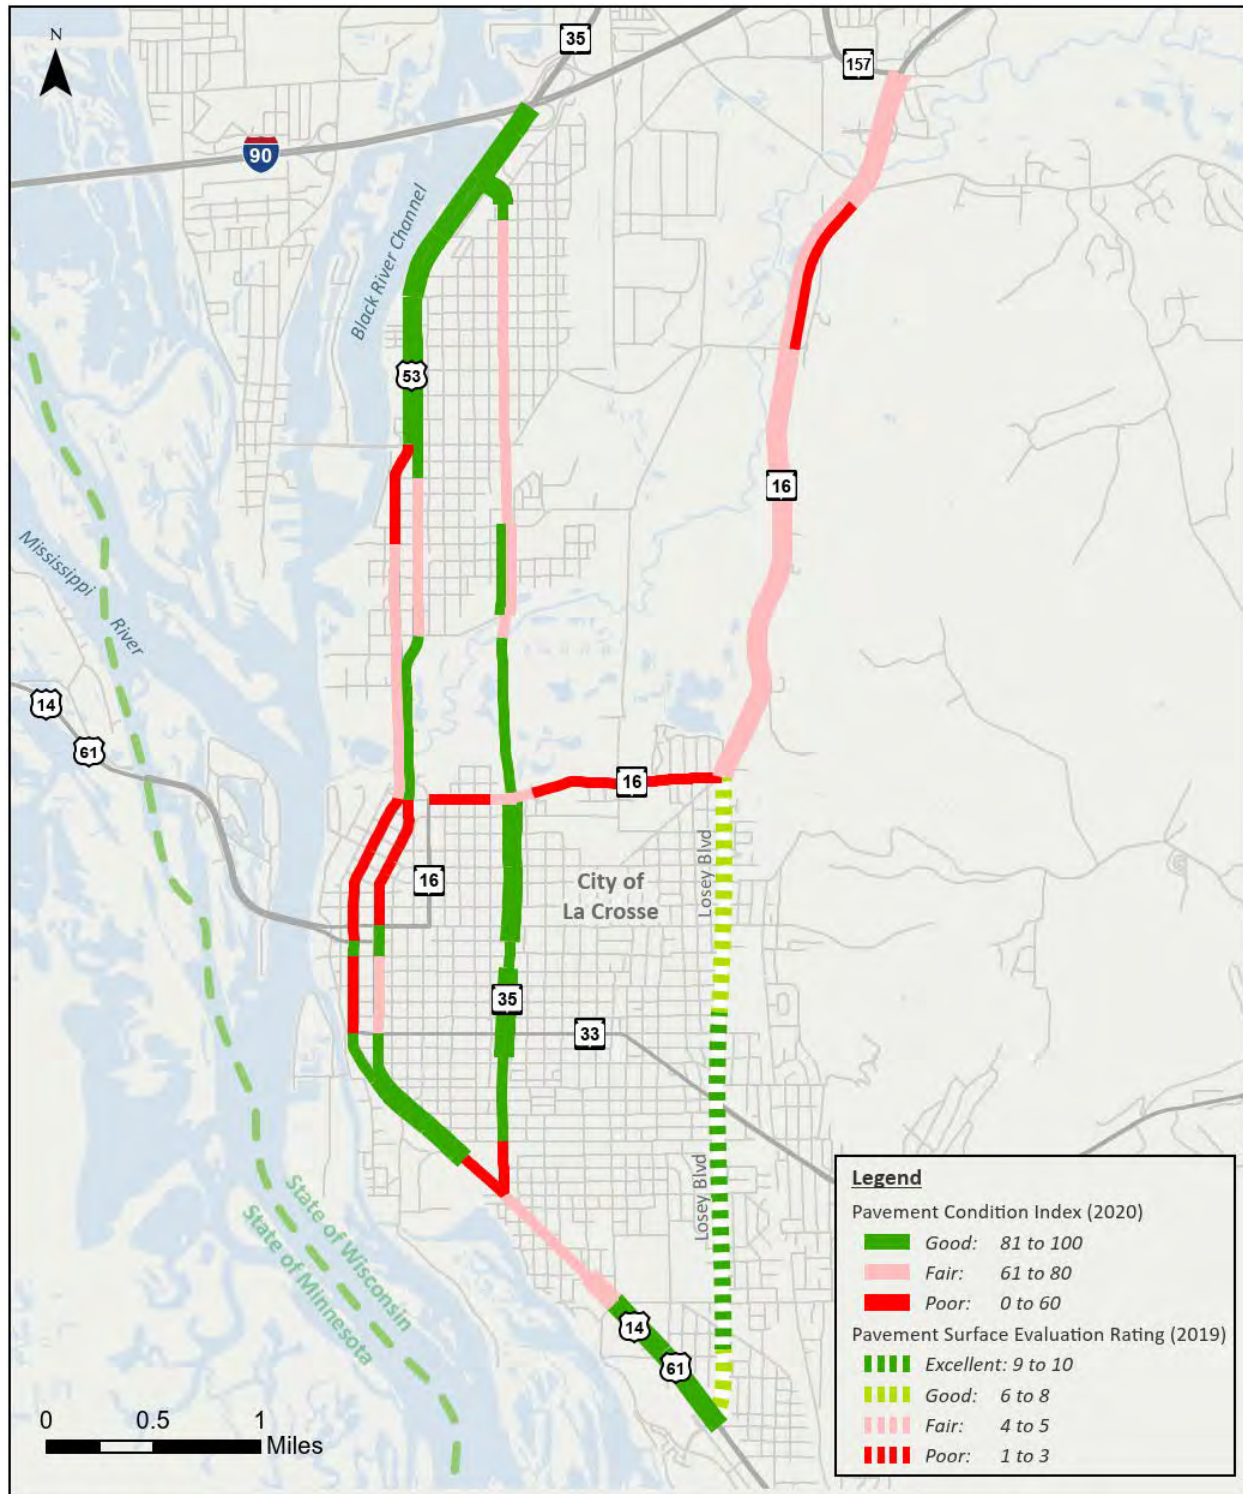 N
35
157
90
Black River Channel
53
16
Mississippi
River
14
61
16
Losey Blvd
16
City of
La Crosse
35
33
Losey Blvd
State of Wisconsin
State of Minnesota
14
61
0 0.5 1
Miles
Legend
Pavement Condition Index (2020)
Good: 81 to 100
Fair: 61 to 80
Poor: 0 to 60
Pavement Surface Evaluation Rating (2019)
Excellent: 9 to 10
Good: 6 to 8
Fair: 4 to 5
Poor: 1 to 3